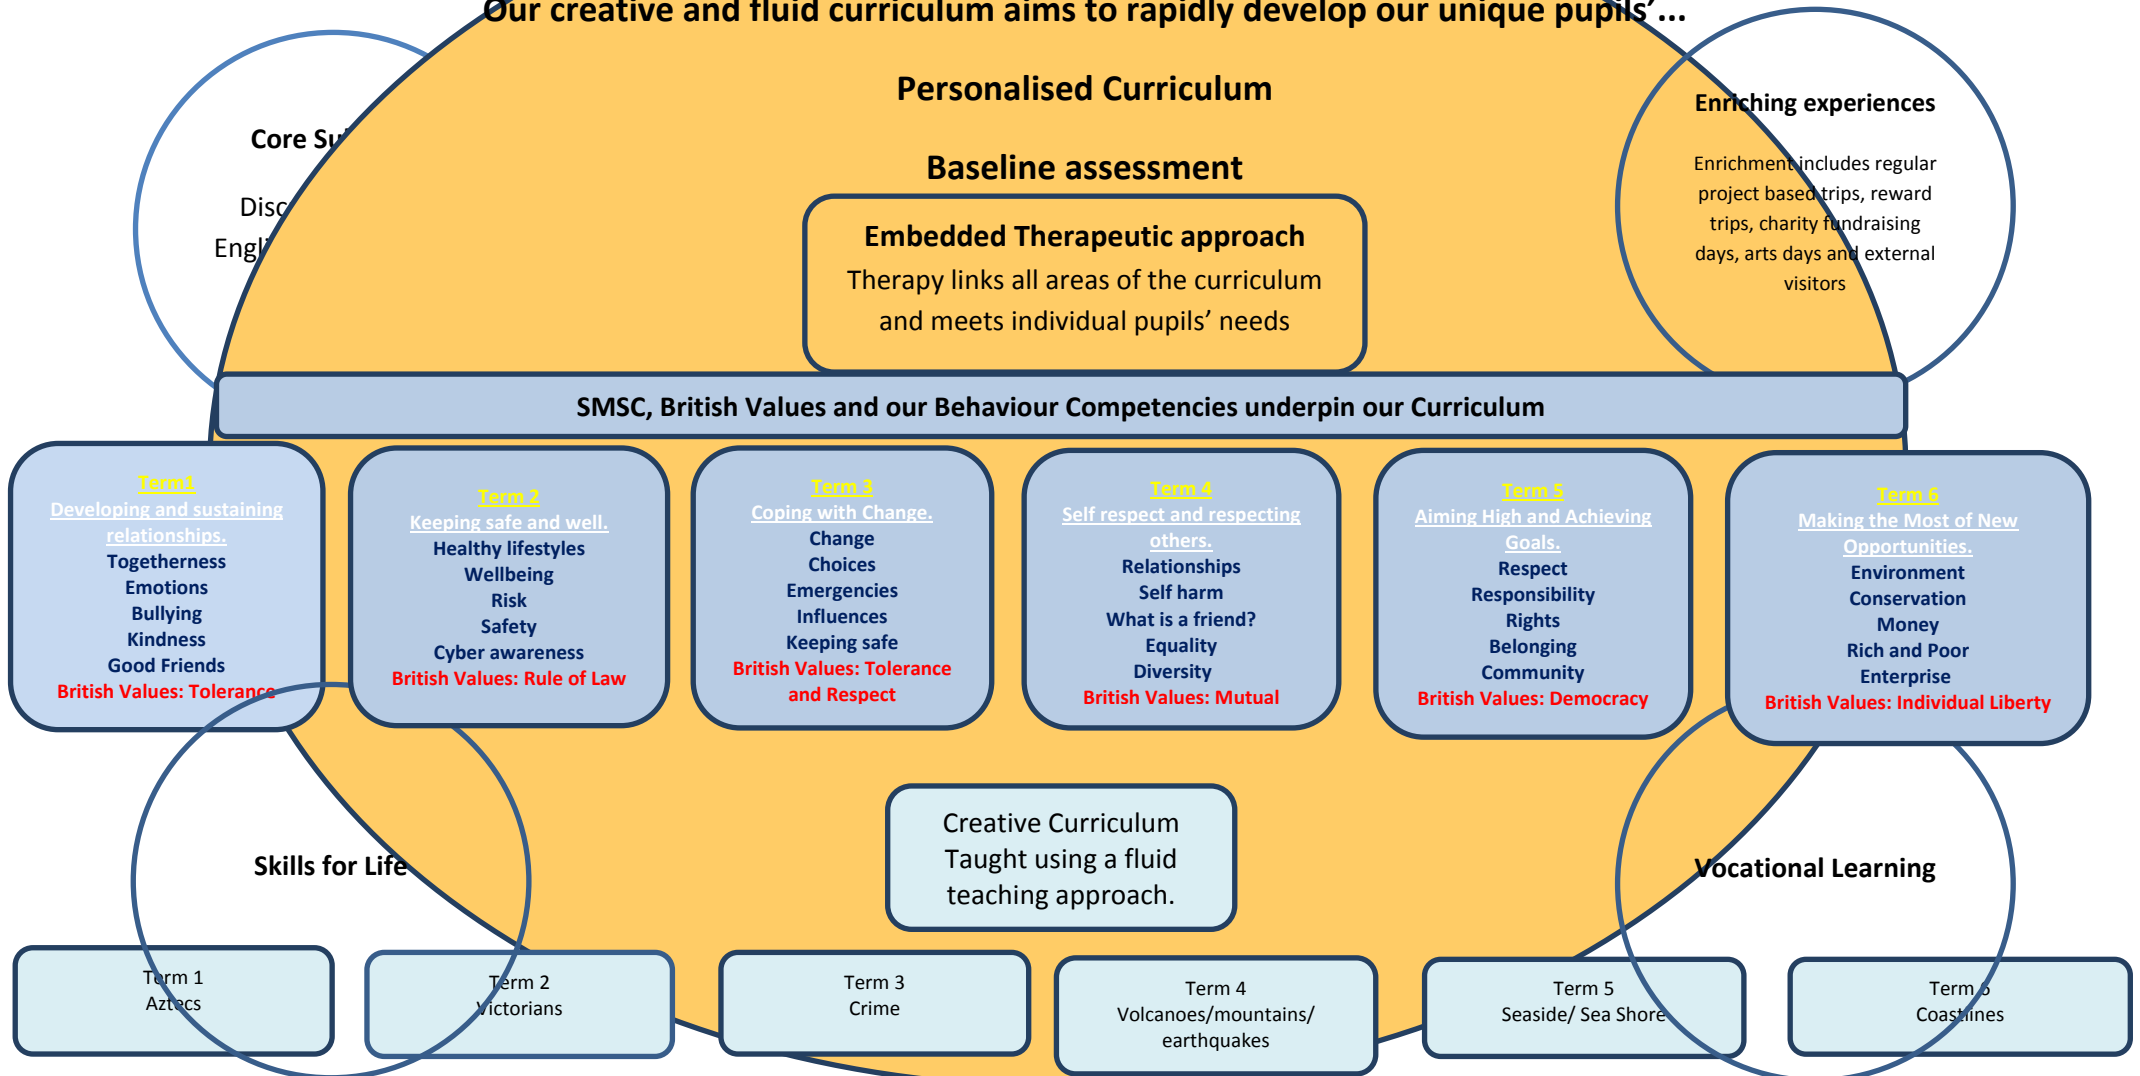 Our creative and fluid curriculum aims to rapidly develop our unique pupils’...
Personalised Curriculum
Baseline assessment
Core Su
Disc
Engli
Embedded Therapeutic approach
Therapy links all areas of the curriculum
and meets individual pupils’ needs
Enriching experiences
Enrichment includes regular
project based trips, reward
trips, charity fundraising
days, arts days and external
visitors
SMSC, British Values and our Behaviour Competencies underpin our Curriculum
Term1
Developing and sustaining
relationships.
Togetherness
Emotions
Bullying
Kindness
Good Friends
British Values: Tolerance
Term 2
Keeping safe and well.
Healthy lifestyles
Wellbeing
Risk
Safety
Cyber awareness
British Values: Rule of Law
Term 3
Coping with Change.
Change
Choices
Emergencies
Influences
Keeping safe
British Values: Tolerance
and Respect
Term 4
Self respect and respecting
others.
Relationships
Self harm
What is a friend?
Equality
Diversity
British Values: Mutual
Term 5
Aiming High and Achieving
Goals.
Respect
Responsibility
Rights
Belonging
Community
British Values: Democracy
Term 6
Making the Most of New
Opportunities.
Environment
Conservation
Money
Rich and Poor
Enterprise
British Values: Individual Liberty
Skills for Life
Creative Curriculum
Taught using a fluid
teaching approach.
Vocational Learning
Term 1
Aztecs
Term 2
Victorians
Term 3
Crime
Term 4
Volcanoes/mountains/
earthquakes
Term 5
Seaside/ Sea Shore
Term 6
Coastlines